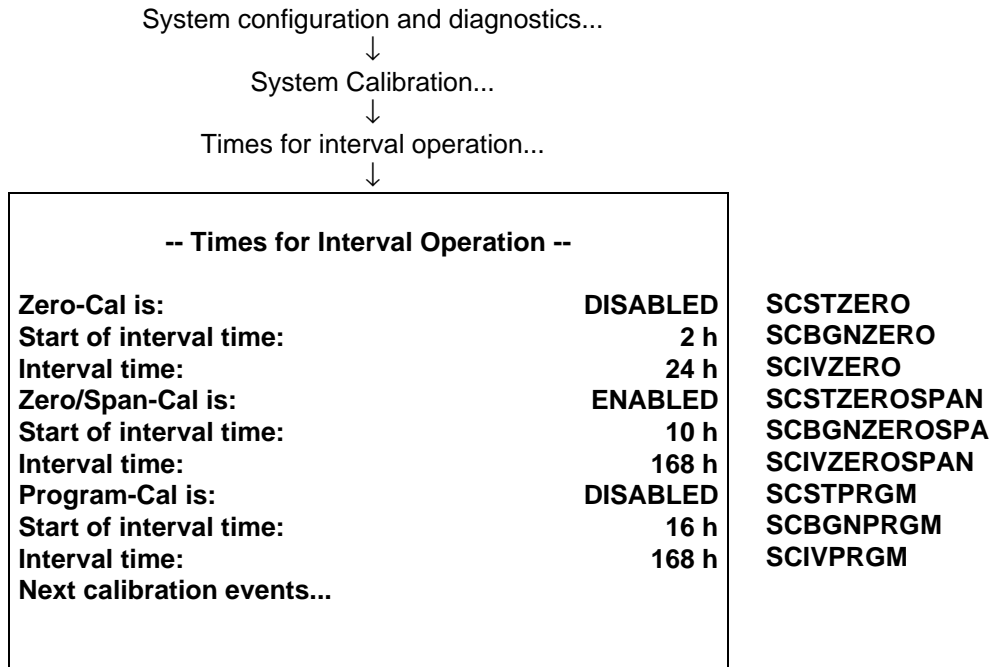 System configuration and diagnostics...
↓
System Calibration...
↓
Times for interval operation...
↓
-- Times for Interval Operation --
Zero-Cal is: DISABLED SCSTZERO
Start of interval time: 2 h SCBGNZERO
Interval time: 24 h SCIVZERO
Zero/Span-Cal is: ENABLED SCSTZEROSPAN
Start of interval time: 10 h SCBGNZEROSPA
Interval time: 168 h SCIVZEROSPAN
Program-Cal is: DISABLED SCSTPRGM
Start of interval time: 16 h SCBGNPRGM
Interval time: 168 h SCIVPRGM
Next calibration events...